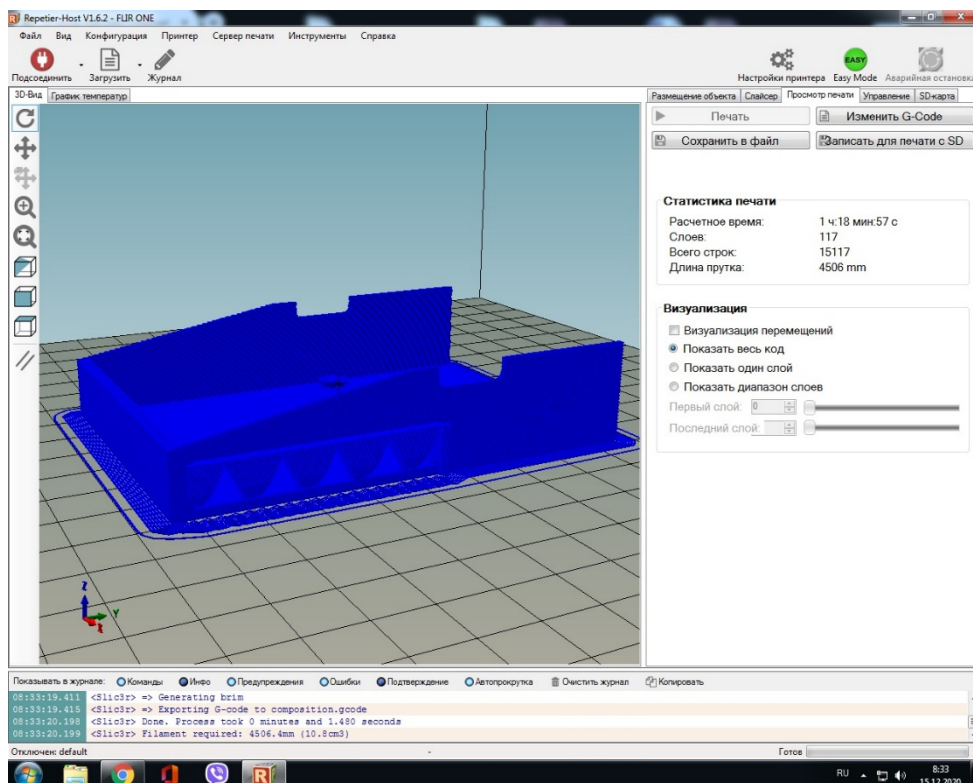 Repetier-Host V1.6.2 - FLIR ONE
Файл Вид Конфигурация Принтер Сервер печати Инструменты Справка
Подсоединить Загрузить Журнал Настройки принтера EASY Easy Mode Аварийная остановка
3D-Вид График температур
Размещение объекта Слайсер Просмотр печати Управление SD-карта
Печать Изменить G-Code
Сохранить в файл Записать для печати с SD
Статистика печати
Расчетное время: 1 ч:18 мин:57 с
Слоев: 117
Всего строк: 15117
Длина прутка: 4506 mm
Визуализация
Визуализация перемещений
Показать весь код
Показать один слой
Показать диапазон слоев
Первый слой: 0
Последний слой:
Z
Y
X
Показывать в журнале: Команды Инфо Предупреждения Ошибки Подтверждение Автопрокрутка Очистить журнал Копировать
08:33:19.411 <Slic3r> => Generating brim
08:33:19.415 <Slic3r> => Exporting G-code to composition.gcode
08:33:20.198 <Slic3r> Done. Process took 0 minutes and 1.480 seconds
08:33:20.199 <Slic3r> Filament required: 4506.4mm (10.8cm3)
Отключен: default - Готов
RU 8:33
15.12.2020